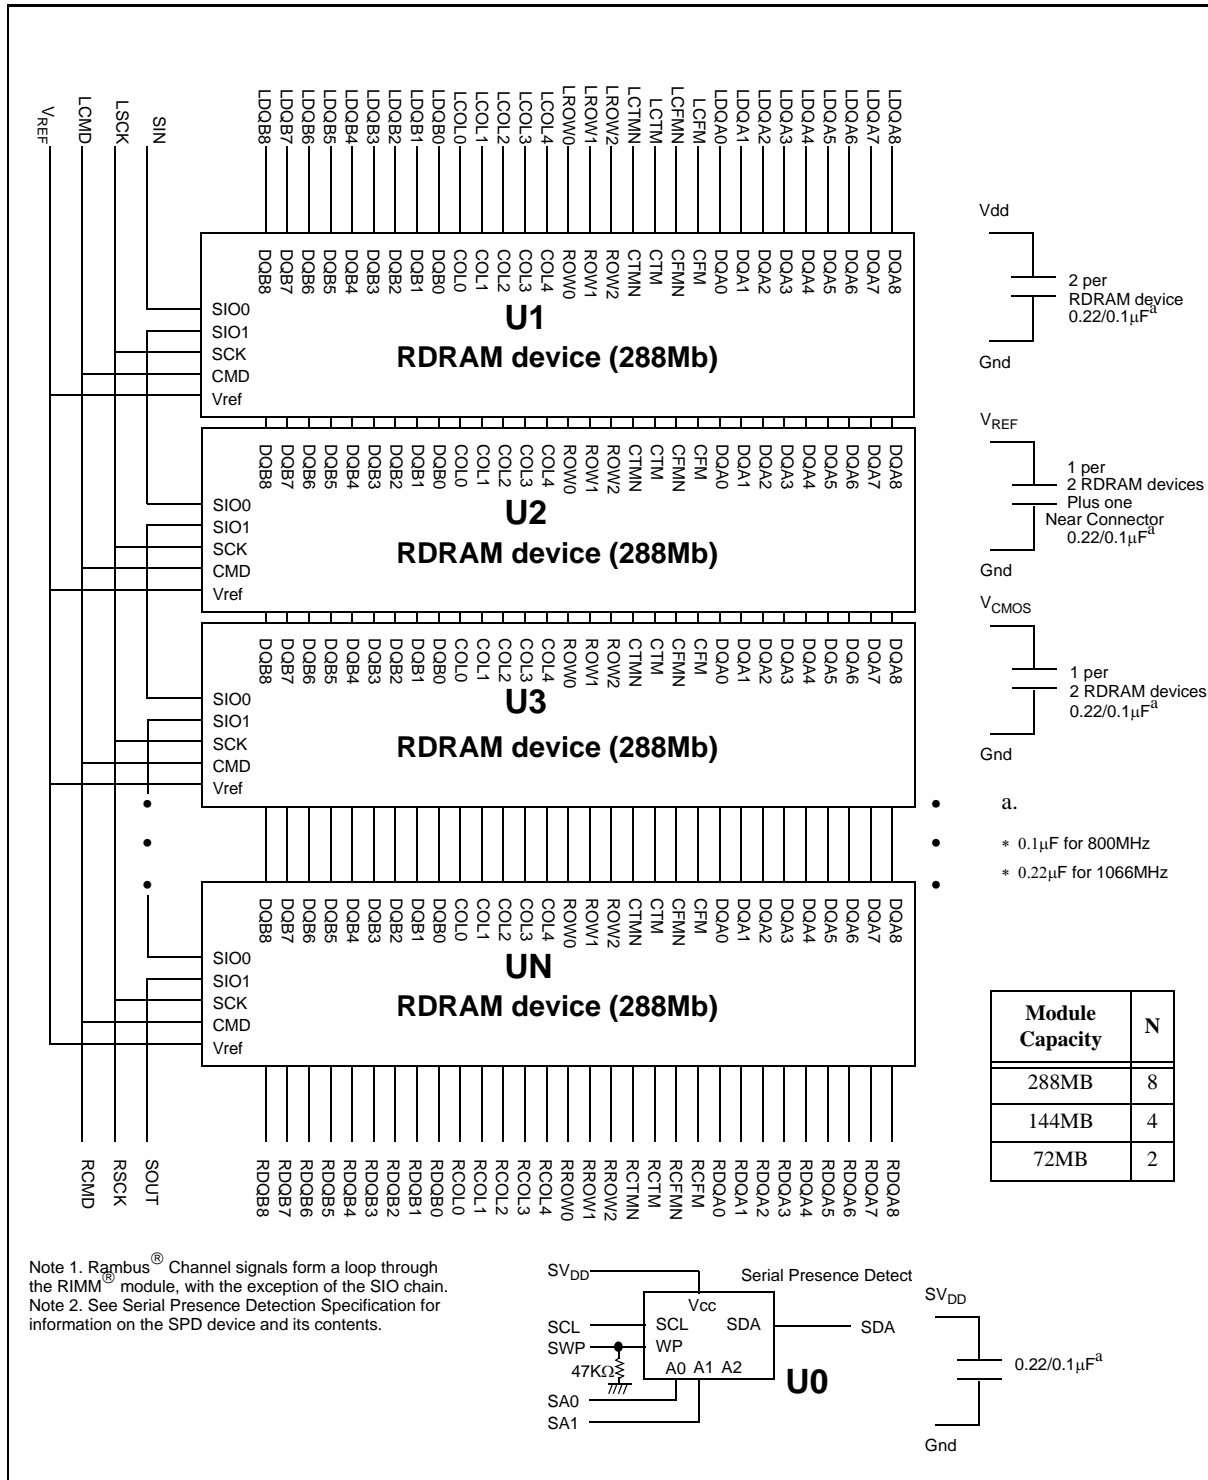 VREF
LCMD
LSCK
SIN
LDQB8
LDQB7
LDQB6
LDQB5
LDQB4
LDQB3
LDQB2
LDQB1
LDQB0
LCOL0
LCOL1
LCOL2
LCOL3
LCOL4
LROW0
LROW1
LROW2
LCTMN
LCTM
LCFMN
LCFM
LDQA0
LDQA1
LDQA2
LDQA3
LDQA4
LDQA5
LDQA6
LDQA7
LDQA8
DQB8
DQB7
DQB6
DQB5
DQB4
DQB3
DQB2
DQB1
DQB0
COL0
COL1
COL2
COL3
COL4
ROW0
ROW1
ROW2
CTMN
CTM
CFMN
CFM
DQA0
DQA1
DQA2
DQA3
DQA4
DQA5
DQA6
DQA7
DQA8
SIO0
SIO1
SCK
CMD
Vref
U1
RDRAM device (288Mb)
DQB8
DQB7
DQB6
DQB5
DQB4
DQB3
DQB2
DQB1
DQB0
COL0
COL1
COL2
COL3
COL4
ROW0
ROW1
ROW2
CTMN
CTM
CFMN
CFM
DQA0
DQA1
DQA2
DQA3
DQA4
DQA5
DQA6
DQA7
DQA8
SIO0
SIO1
SCK
CMD
Vref
U2
RDRAM device (288Mb)
DQB8
DQB7
DQB6
DQB5
DQB4
DQB3
DQB2
DQB1
DQB0
COL0
COL1
COL2
COL3
COL4
ROW0
ROW1
ROW2
CTMN
CTM
CFMN
CFM
DQA0
DQA1
DQA2
DQA3
DQA4
DQA5
DQA6
DQA7
DQA8
SIO0
SIO1
SCK
CMD
Vref
U3
RDRAM device (288Mb)
DQB8
DQB7
DQB6
DQB5
DQB4
DQB3
DQB2
DQB1
DQB0
COL0
COL1
COL2
COL3
COL4
ROW0
ROW1
ROW2
CTMN
CTM
CFMN
CFM
DQA0
DQA1
DQA2
DQA3
DQA4
DQA5
DQA6
DQA7
DQA8
SIO0
SIO1
SCK
CMD
Vref
UN
RDRAM device (288Mb)
RCMD
RSCK
SOUT
RDQB8
RDQB7
RDQB6
RDQB5
RDQB4
RDQB3
RDQB2
RDQB1
RDQB0
RCOL0
RCOL1
RCOL2
RCOL3
RCOL4
RROW0
RROW1
RROW2
RCTMN
RCTM
RCFMN
RCFM
RDQA0
RDQA1
RDQA2
RDQA3
RDQA4
RDQA5
RDQA6
RDQA7
RDQA8
Vdd
2 per
RDRAM device
0.22/0.1μFa
Gnd
VREF
1 per
2 RDRAM devices
Plus one
Near Connector
0.22/0.1μFa
Gnd
VCMOS
1 per
2 RDRAM devices
0.22/0.1μFa
Gnd
a.
* 0.1μF for 800MHz
* 0.22μF for 1066MHz
Module Capacity N
288MB 8
144MB 4
72MB 2
Note 1. Rambus® Channel signals form a loop through
the RIMM® module, with the exception of the SIO chain.
Note 2. See Serial Presence Detection Specification for
information on the SPD device and its contents.
SVDD
Serial Presence Detect
Vcc
SCL SCL SDA SDA
SWP WP
47KΩ
A0 A1 A2
U0
SA0
SA1
SVDD
0.22/0.1μFa
Gnd